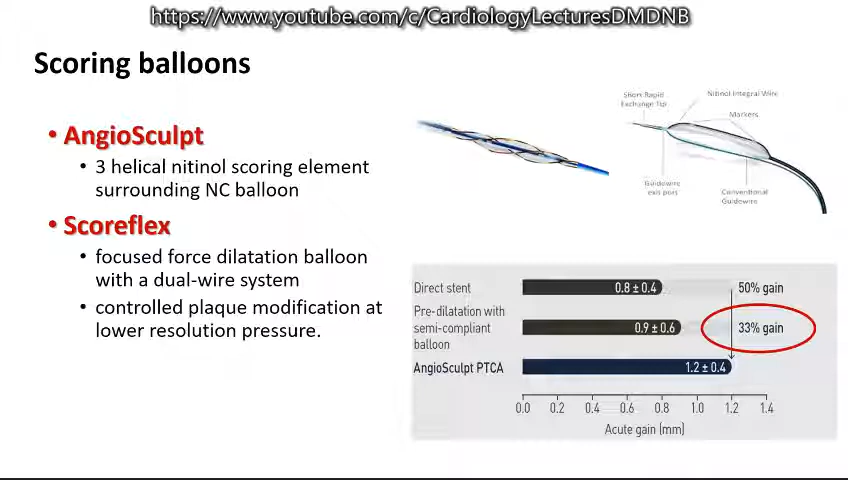 https://www.youtube.com/c/CardiologyLecturesDMDNB
Scoring balloons
• AngioSculpt
• 3 helical nitinol scoring element
surrounding NC balloon
• Scoreflex
• focused force dilatation balloon
with a dual-wire system
• controlled plaque modification at
lower resolution pressure.
Short Rapid
Exchange Tip
Nitinol Integral Wire
Markers
Guidewire
exit port
Conventional
Guidewire
Direct stent 0.8 ± 0.4 50% gain
Pre-dilatation with
semi-compliant 0.9 ± 0.6 33% gain
balloon
AngioSculpt PTCA 1.2 ± 0.4
0.0 0.2 0.4 0.6 0.8 1.0 1.2 1.4
Acute gain (mm)